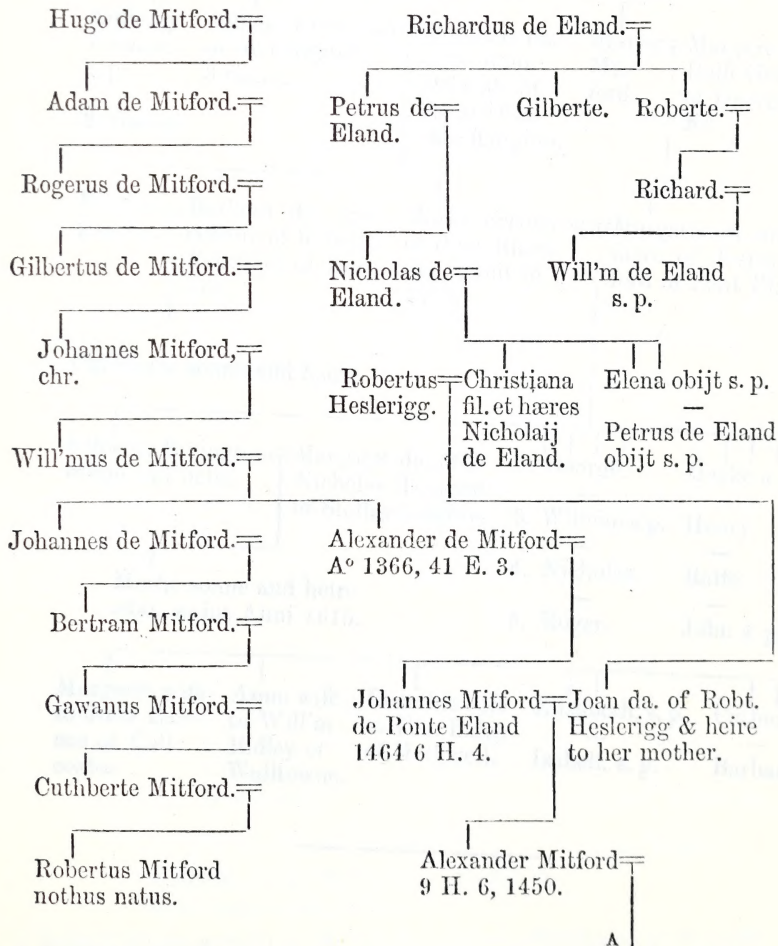 Hugo de Mitford.
Richardus de Eland.
Adam de Mitford.
Petrus de
Eland.
Gilberte.
Roberte.
Rogerus de Mitford.
Richard.
Gilbertus de Mitford.
Nicholas de
Eland.
Will'm de Eland
s. p.
Johannes Mitford,
chr.
Robertus
Heslerigg.
Christiana
fil. et hæres
Nicholaij
de Eland.
Elena obijt s. p.
—
Petrus de Eland
obijt s. p.
Will'mus de Mitford.
Johannes de Mitford.
Alexander de Mitford
Aº 1366, 41 E. 3.
Bertram Mitford.
Gawanus Mitford.
Johannes Mitford
de Ponte Eland
1464 6 H. 4.
Joan da. of Robt.
Heslerigg & heire
to her mother.
Cuthberte Mitford.
Robertus Mitford
nothus natus.
Alexander Mitford
9 H. 6, 1450.
A